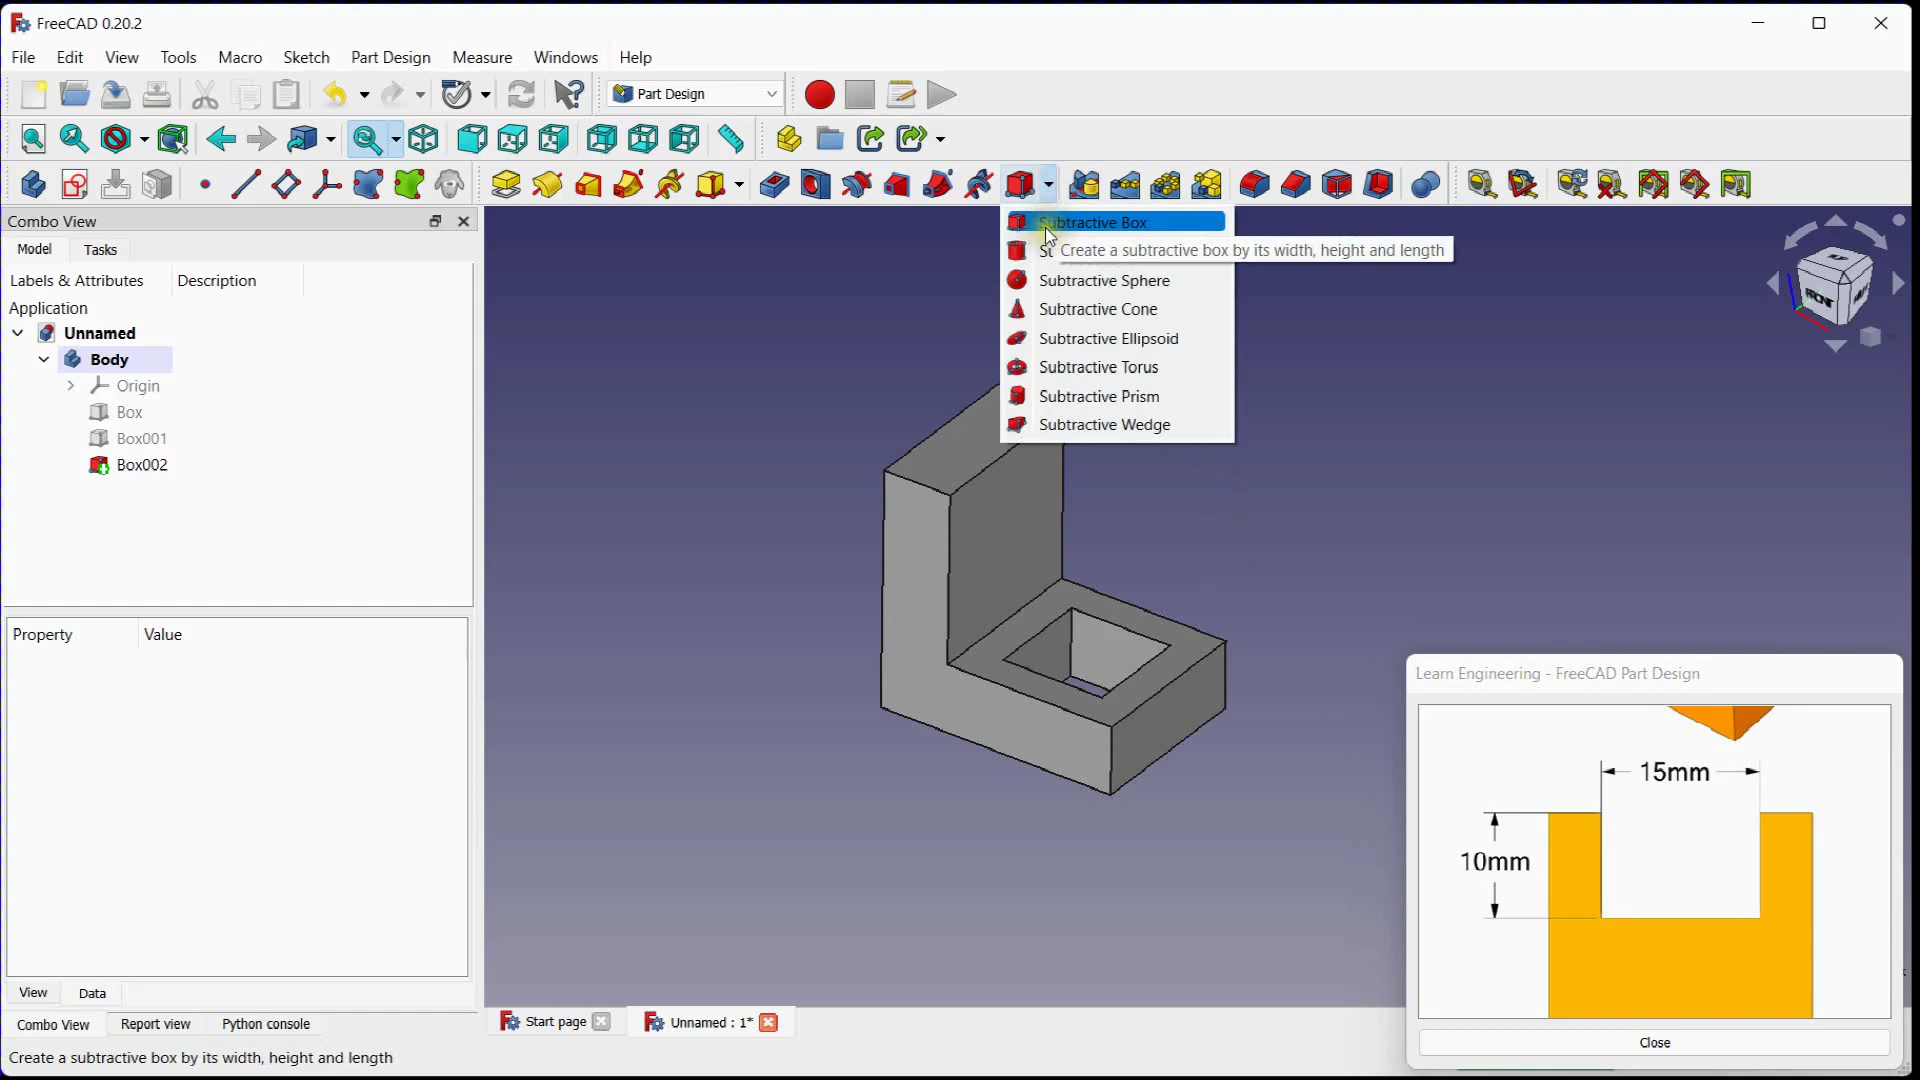 FreeCAD 0.20.2
File Edit View Tools Macro Sketch Part Design Measure Windows Help
Part Design
Combo View
Model Tasks
Labels & Attributes Description
Application
Unnamed
Body
Origin
Box
Box001
Box002
Subtractive Box
Create a subtractive box by its width, height and length
Subtractive Sphere
Subtractive Cone
Subtractive Ellipsoid
Subtractive Torus
Subtractive Prism
Subtractive Wedge
FRONT
Property Value
Learn Engineering - FreeCAD Part Design
15mm
10mm
Close
View Data
Combo View Report view Python console
Start page
Unnamed : 1*
Create a subtractive box by its width, height and length